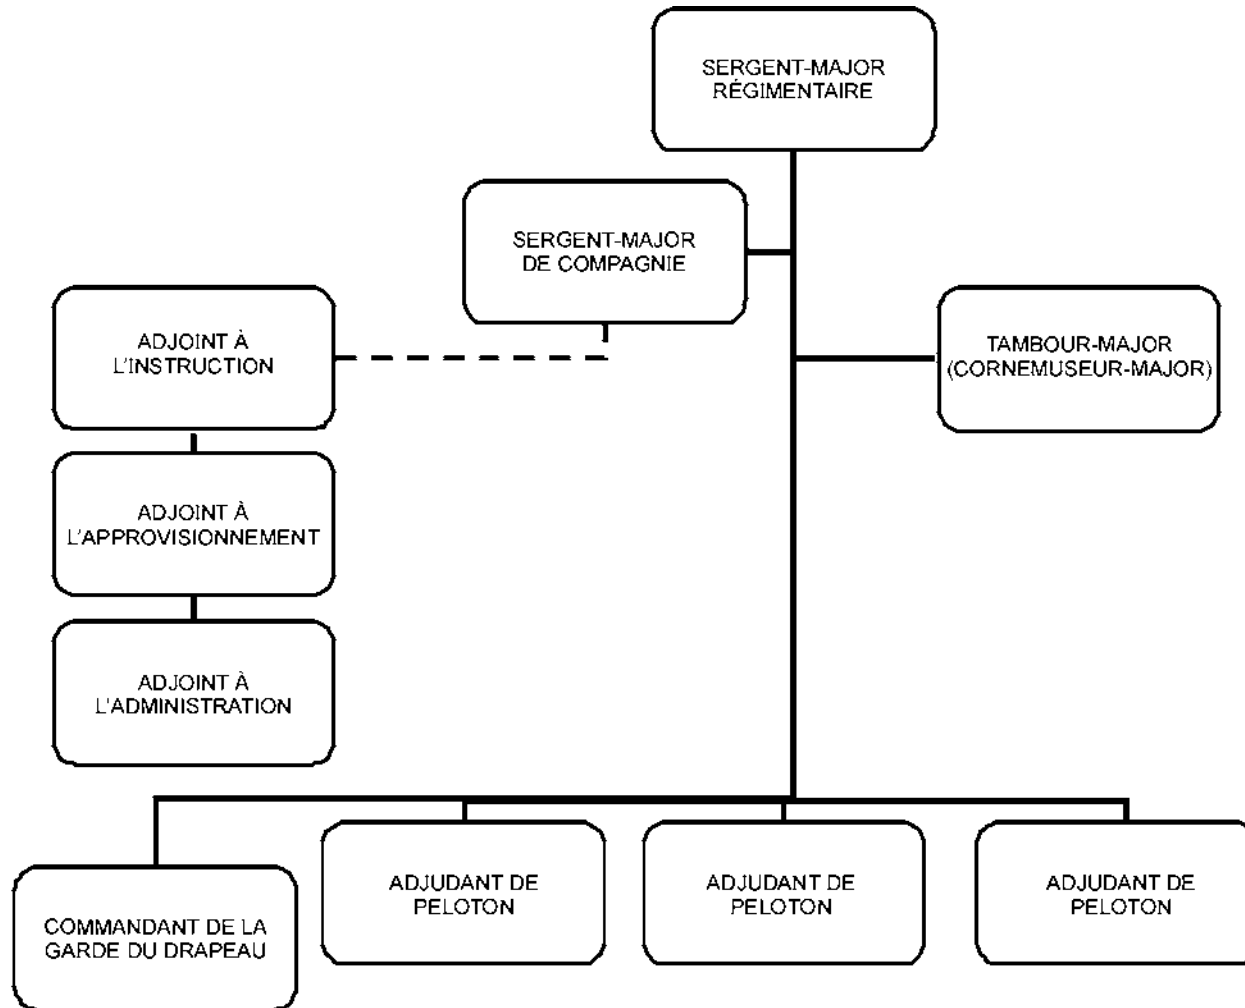 SERGENT-MAJOR
RÉGIMENTAIRE
SERGENT-MAJOR
DE COMPAGNIE
ADJOINT À
L'INSTRUCTION
TAMBOUR-MAJOR
(CORNEMUSEUR-MAJOR)
ADJOINT À
L'APPROVISIONNEMENT
ADJOINT À
L'ADMINISTRATION
COMMANDANT DE LA
GARDE DU DRAPEAU
ADJUDANT DE
PELOTON
ADJUDANT DE
PELOTON
ADJUDANT DE
PELOTON